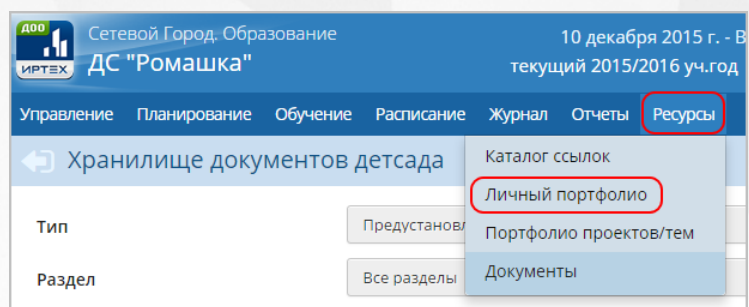 ДОО
ИРТЕХ
Сетевой Город. Образование
ДС "Ромашка"
10 декабря 2015 г. - В
текущий 2015/2016 уч.год
Управление Планирование Обучение Расписание Журнал Отчеты Ресурсы
Хранилище документов детсада
Каталог ссылок
Личный портфолио
Портфолио проектов/тем
Документы
Тип
Предустановл
Раздел
Все разделы